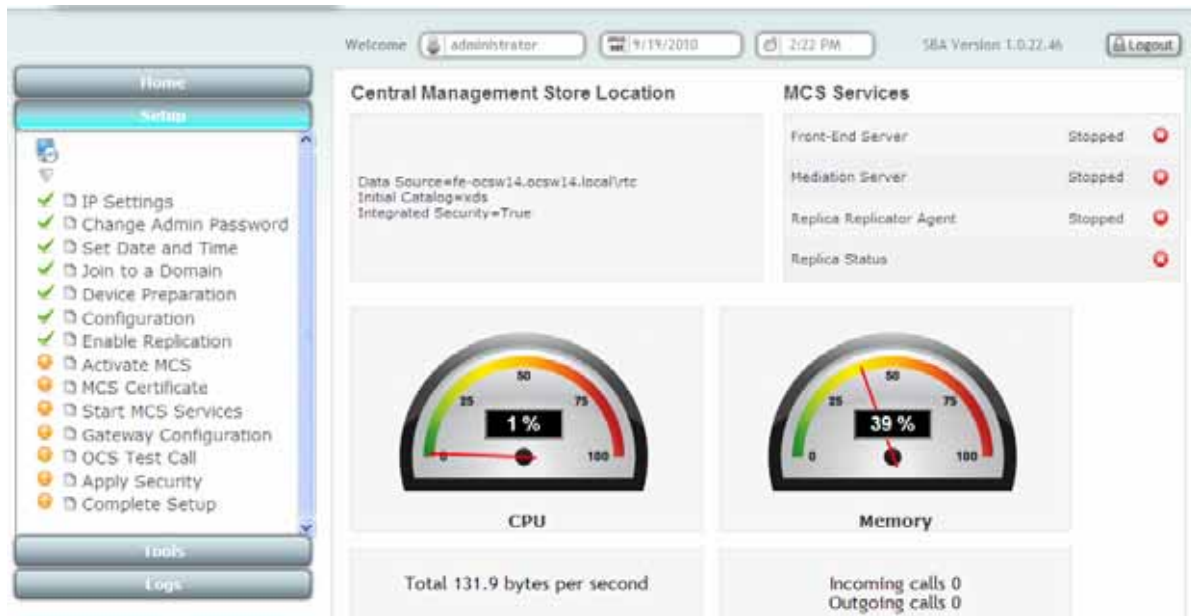 Welcome administrator 9/19/2010 2:22 PM SBA Version 1.0.22.46 Logout
Home
Setup
IP Settings
Change Admin Password
Set Date and Time
Join to a Domain
Device Preparation
Configuration
Enable Replication
Activate MCS
MCS Certificate
Start MCS Services
Gateway Configuration
OCS Test Call
Apply Security
Complete Setup
Tools
Logs
Central Management Store Location
Data Source=fe-ocsw14.ocsw14.local\rtc
Initial Catalog=xds
Integrated Security=True
MCS Services
Front-End Server Stopped
Mediation Server Stopped
Replica Replicator Agent Stopped
Replica Status
0 25 50 75 100
1 %
CPU
0 25 50 75 100
39 %
Memory
Total 131.9 bytes per second
Incoming calls 0
Outgoing calls 0